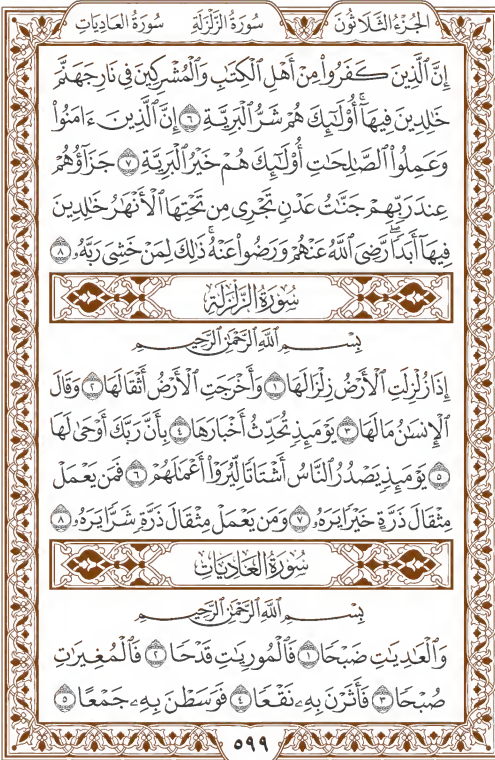 الجُزْءُ الثَّلَاثُونَ سُورَةُ الزَّلْزَلَةِ سُورَةُ العَادِيَاتِ
إِنَّ ٱلَّذِينَ كَفَرُواْ مِنْ أَهْلِ ٱلْكِتَٰبِ وَٱلْمُشْرِكِينَ فِي نَارِ جَهَنَّمَ
خَٰلِدِينَ فِيهَآۚ أُوْلَٰٓئِكَ هُمْ شَرُّ ٱلْبَرِيَّةِ ٦ إِنَّ ٱلَّذِينَ ءَامَنُواْ
وَعَمِلُواْ ٱلصَّٰلِحَٰتِ أُوْلَٰٓئِكَ هُمْ خَيْرُ ٱلْبَرِيَّةِ ٧ جَزَآؤُهُمْ
عِندَ رَبِّهِمْ جَنَّٰتُ عَدْنٖ تَجْرِي مِن تَحْتِهَا ٱلْأَنْهَٰرُ خَٰلِدِينَ
فِيهَآ أَبَدٗاۖ رَّضِيَ ٱللَّهُ عَنْهُمْ وَرَضُواْ عَنْهُۚ ذَٰلِكَ لِمَنْ خَشِيَ رَبَّهُۥ ٨
سُورَةُ الزَّلْزَلَةِ
بِسْمِ ٱللَّهِ ٱلرَّحْمَٰنِ ٱلرَّحِيمِ
إِذَا زُلْزِلَتِ ٱلْأَرْضُ زِلْزَالَهَا ١ وَأَخْرَجَتِ ٱلْأَرْضُ أَثْقَالَهَا ٢ وَقَالَ
ٱلْإِنسَٰنُ مَا لَهَا ٣ يَوْمَئِذٖ تُحَدِّثُ أَخْبَارَهَا ٤ بِأَنَّ رَبَّكَ أَوْحَىٰ لَهَا
٥ يَوْمَئِذٖ يَصْدُرُ ٱلنَّاسُ أَشْتَاتٗا لِّيُرَوْاْ أَعْمَٰلَهُمْ ٦ فَمَن يَعْمَلْ
مِثْقَالَ ذَرَّةٍ خَيْرٗا يَرَهُۥ ٧ وَمَن يَعْمَلْ مِثْقَالَ ذَرَّةٖ شَرّٗا يَرَهُۥ ٨
سُورَةُ العَادِيَاتِ
بِسْمِ ٱللَّهِ ٱلرَّحْمَٰنِ ٱلرَّحِيمِ
وَٱلْعَٰدِيَٰتِ ضَبْحٗا ١ فَٱلْمُورِيَٰتِ قَدْحٗا ٢ فَٱلْمُغِيرَٰتِ
صُبْحٗا ٣ فَأَثَرْنَ بِهِۦ نَقْعٗا ٤ فَوَسَطْنَ بِهِۦ جَمْعًا ٥
٥٩٩